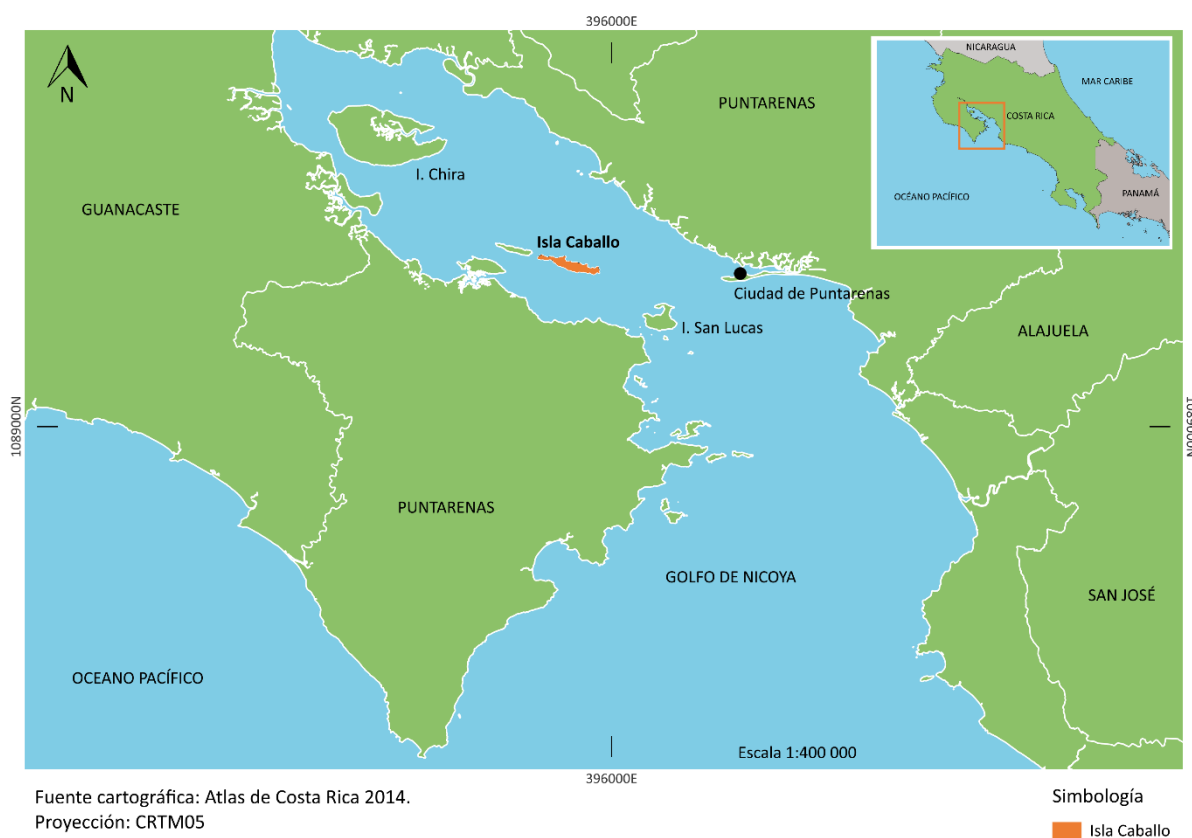 396000E
N
NICARAGUA
MAR CARIBE
COSTA RICA
PANAMÁ
OCÉANO PACÍFICO
PUNTARENAS
I. Chira
GUANACASTE
Isla Caballo
Ciudad de Puntarenas
I. San Lucas
ALAJUELA
1089000N
1089000N
PUNTARENAS
GOLFO DE NICOYA
SAN JOSÉ
OCEANO PACÍFICO
Escala 1:400 000
396000E
Fuente cartográfica: Atlas de Costa Rica 2014.
Proyección: CRTM05
Simbología
Isla Caballo